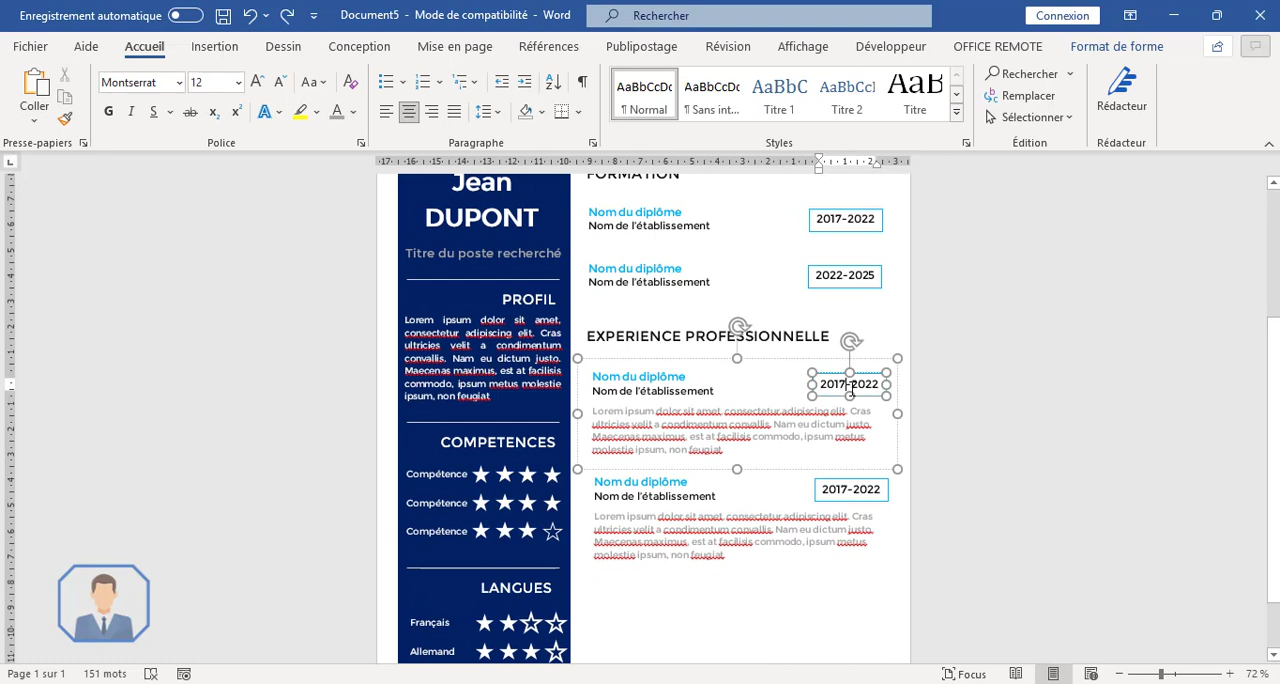 Enregistrement automatique
Document5 - Mode de compatibilité - Word
Rechercher
Connexion
Fichier
Aide
Accueil
Insertion
Dessin
Conception
Mise en page
Références
Publipostage
Révision
Affichage
Développeur
OFFICE REMOTE
Format de forme
Coller
Montserrat
12
Aa
G I S ab x₂ x²
AaBbCcDc
¶ Normal
AaBbCcDc
¶ Sans int...
AaBbC
Titre 1
AaBbCcI
Titre 2
AaB
Titre
Rechercher
Remplacer
Sélectionner
Rédacteur
Presse-papiers
Police
Paragraphe
Styles
Édition
Rédacteur
Jean
DUPONT
Titre du poste recherché
PROFIL
Lorem ipsum dolor sit amet,
consectetur adipiscing elit. Cras
ultricies velit a condimentum
convallis. Nam eu dictum justo.
Maecenas maximus, est at facilisis
commodo, ipsum metus molestie
ipsum, non feugiat
COMPETENCES
Compétence
Compétence
Compétence
LANGUES
Français
Allemand
FORMATION
Nom du diplôme
Nom de l'établissement
2017-2022
Nom du diplôme
Nom de l'établissement
2022-2025
EXPERIENCE PROFESSIONNELLE
Nom du diplôme
Nom de l'établissement
2017-2022
Lorem ipsum dolor sit amet, consectetur adipiscing elit. Cras
ultricies velit a condimentum convallis. Nam eu dictum justo.
Maecenas maximus, est at facilisis commodo, ipsum metus
molestie ipsum, non feugiat
Nom du diplôme
Nom de l'établissement
2017-2022
Lorem ipsum dolor sit amet, consectetur adipiscing elit. Cras
ultricies velit a condimentum convallis. Nam eu dictum justo.
Maecenas maximus, est at facilisis commodo, ipsum metus
molestie ipsum, non feugiat
Page 1 sur 1
151 mots
Focus
72 %